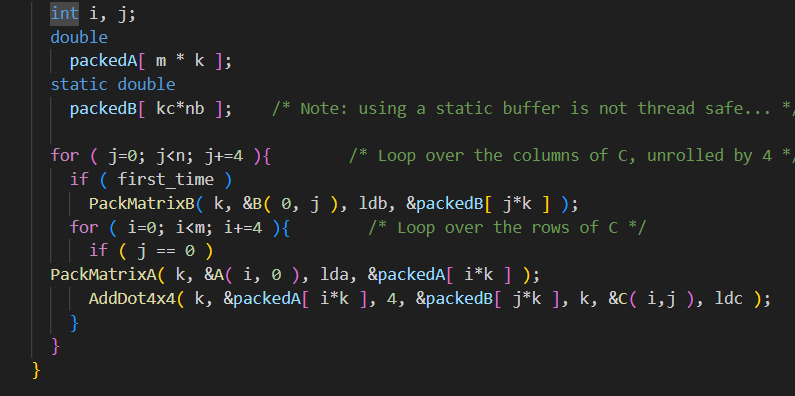 int i, j;
double
packedA[ m * k ];
static double
packedB[ kc*nb ];    /* Note: using a static buffer is not thread safe... */
for ( j=0; j<n; j+=4 ){        /* Loop over the columns of C, unrolled by 4 */
if ( first_time )
PackMatrixB( k, &B( 0, j ), ldb, &packedB[ j*k ] );
for ( i=0; i<m; i+=4 ){        /* Loop over the rows of C */
if ( j == 0 )
PackMatrixA( k, &A( i, 0 ), lda, &packedA[ i*k ] );
AddDot4x4( k, &packedA[ i*k ], 4, &packedB[ j*k ], k, &C( i,j ), ldc );
}
}
}